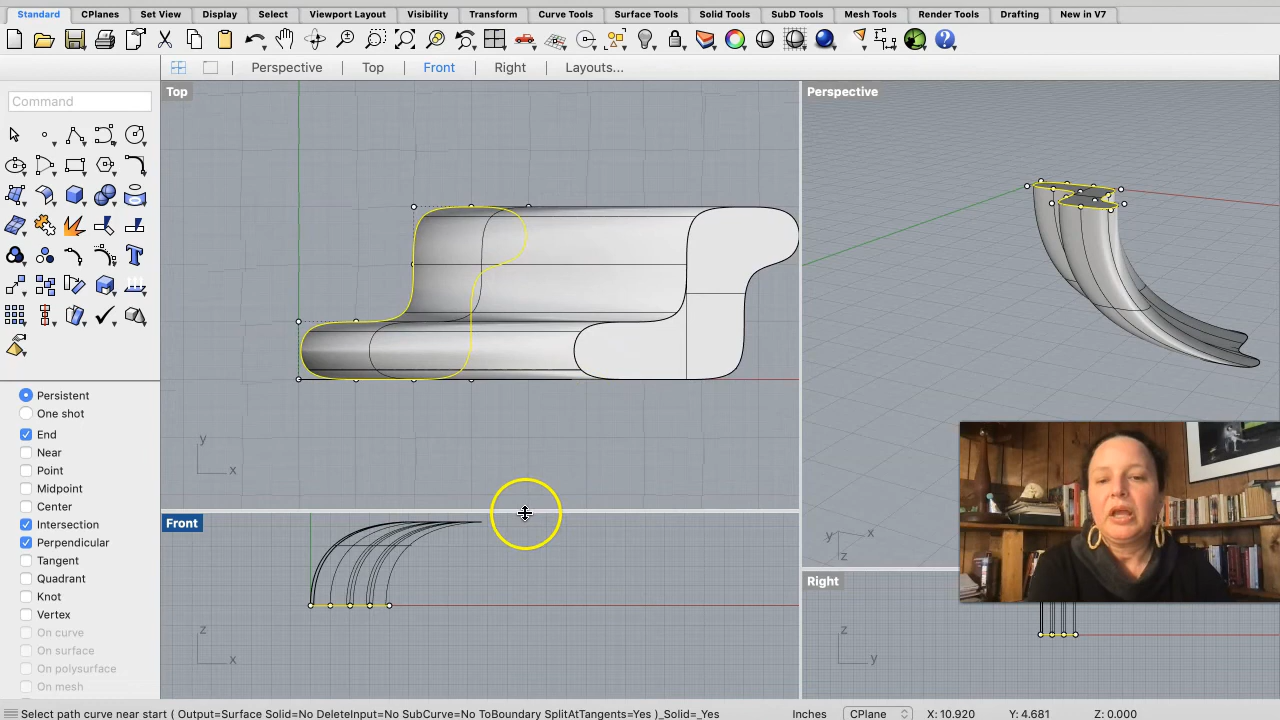 Standard CPlanes Set View Display Select Viewport Layout Visibility Transform Curve Tools Surface Tools Solid Tools SubD Tools Mesh Tools Render Tools Drafting New in V7
Perspective Top Front Right Layouts...
Top
Perspective
Command
Persistent
One shot
End
Near
Point
Midpoint
Center
Intersection
Perpendicular
Tangent
Quadrant
Knot
Vertex
On curve
On surface
On polysurface
On mesh
y
x
Front
z
x
y
x
z
Right
z
y
Select path curve near start ( Output=Surface Solid=No DeleteInput=No SubCurve=No ToBoundary SplitAtTangents=Yes )_Solid=_Yes
Inches CPlane X: 10.920 Y: 4.681 Z: 0.000